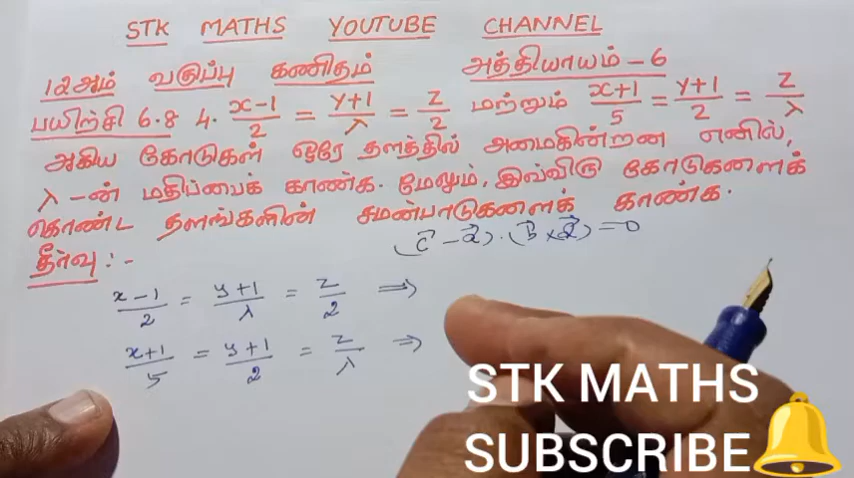 STK MATHS YOUTUBE CHANNEL
12ஆம் வகுப்பு கணிதம் அத்தியாயம் - 6
பயிற்சி 6.8 4. x-1/2 = y+1/λ = z/2 மற்றும் x+1/5 = y+1/2 = z/λ
ஆகிய கோடுகள் ஒரே தளத்தில் அமைகின்றன எனில்,
λ -ன் மதிப்பைக் காண்க. மேலும், இவ்விரு கோடுகளைக்
கொண்ட தளங்களின் சமன்பாடுகளைக் காண்க.
தீர்வு : - (c⃗ - a⃗) . (b⃗ × d⃗) = 0
x-1/2 = y+1/λ = z/2 ⇒
x+1/5 = y+1/2 = z/λ ⇒
STK MATHS
SUBSCRIBE